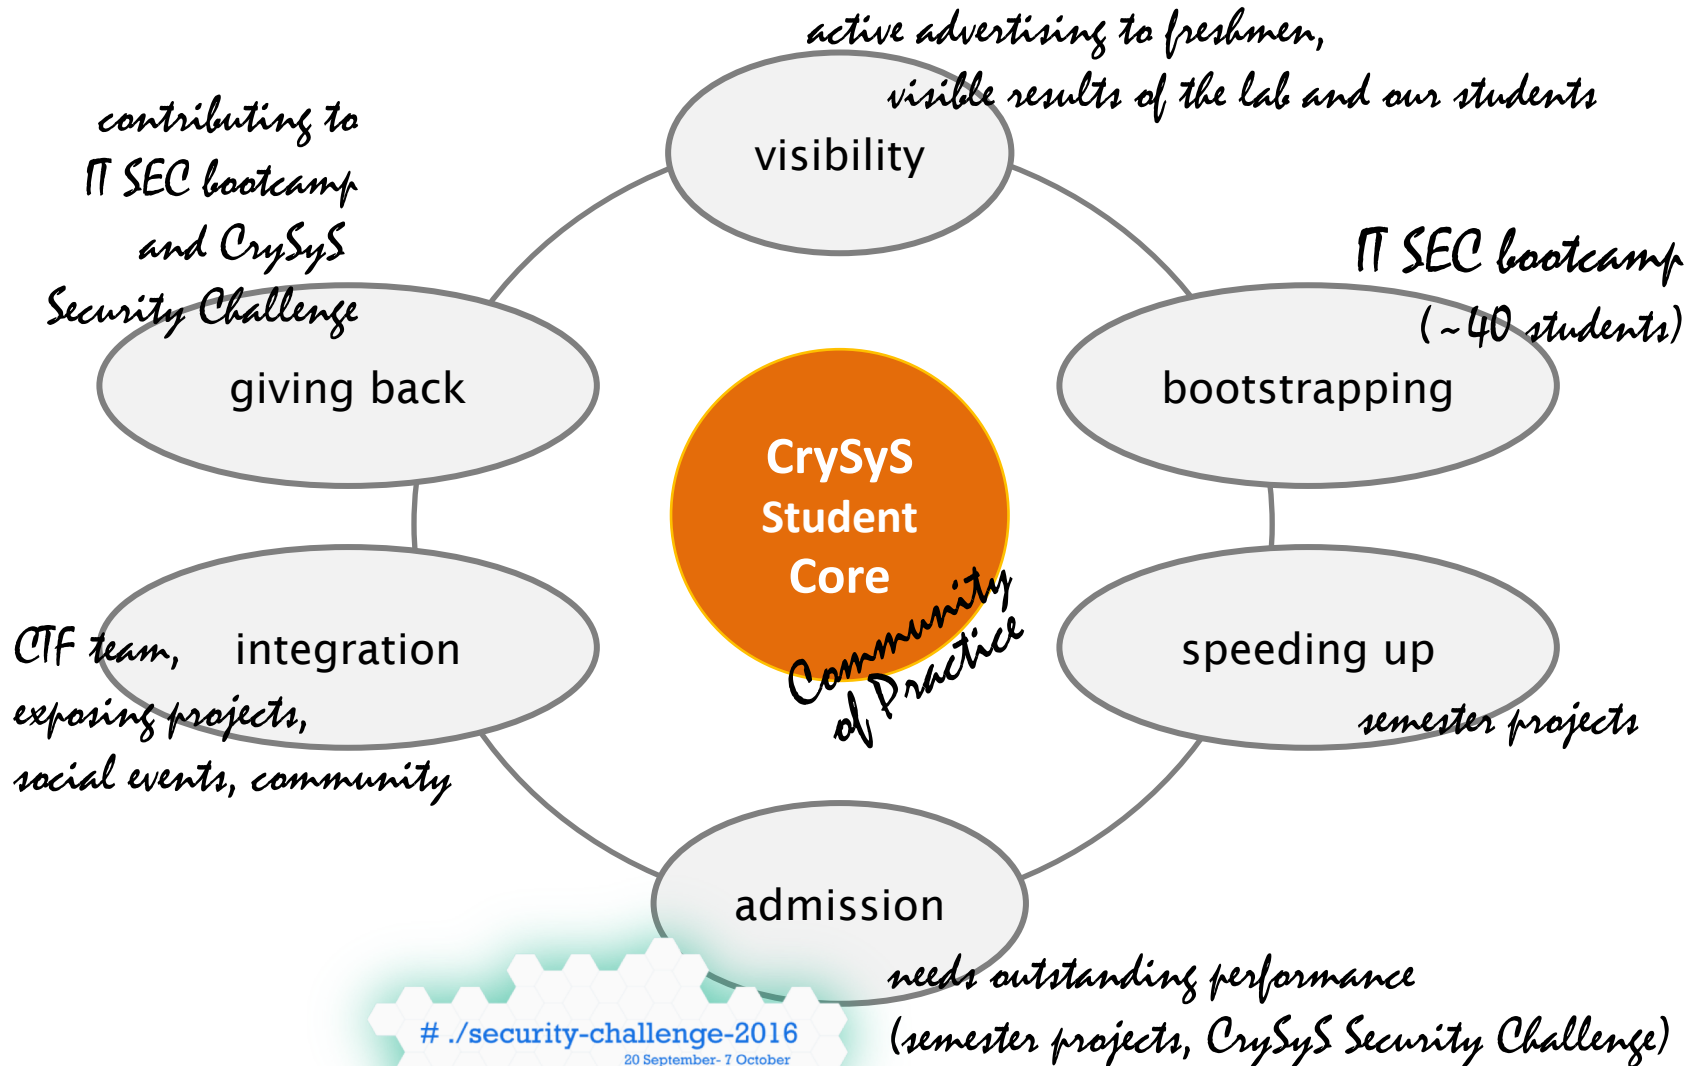 active advertising to freshmen,
visible results of the lab and our students
visibility
contributing to
IT SEC bootcamp
and CrySyS
Security Challenge
giving back
IT SEC bootcamp
(~40 students)
bootstrapping
CrySyS
Student
Core
Community
of Practice
CTF team,
integration
exposing projects,
social events, community
speeding up
semester projects
admission
needs outstanding performance
(semester projects, CrySyS Security Challenge)
# ./security-challenge-2016
20 September- 7 October